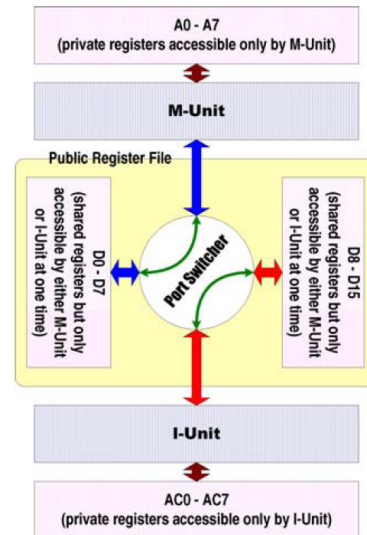 A0 - A7
(private registers accessible only by M-Unit)
M-Unit
Public Register File
D0 - D7
(shared registers but only
accessible by either M-Unit
or I-Unit at one time)
Port Switcher
D8 - D15
(shared registers but only
accessible by either M-Unit
or I-Unit at one time)
I-Unit
AC0 - AC7
(private registers accessible only by I-Unit)